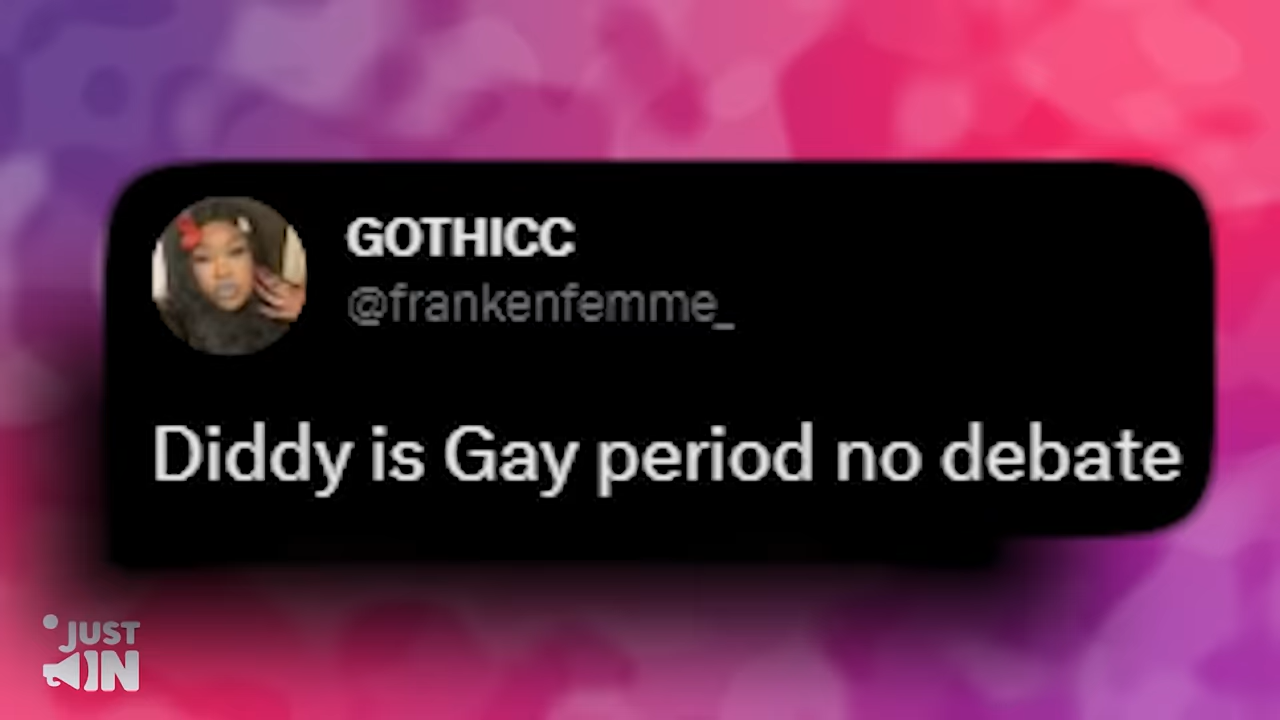 GOTHICC
@frankenfemme_
Diddy is Gay period no debate
JUST
IN